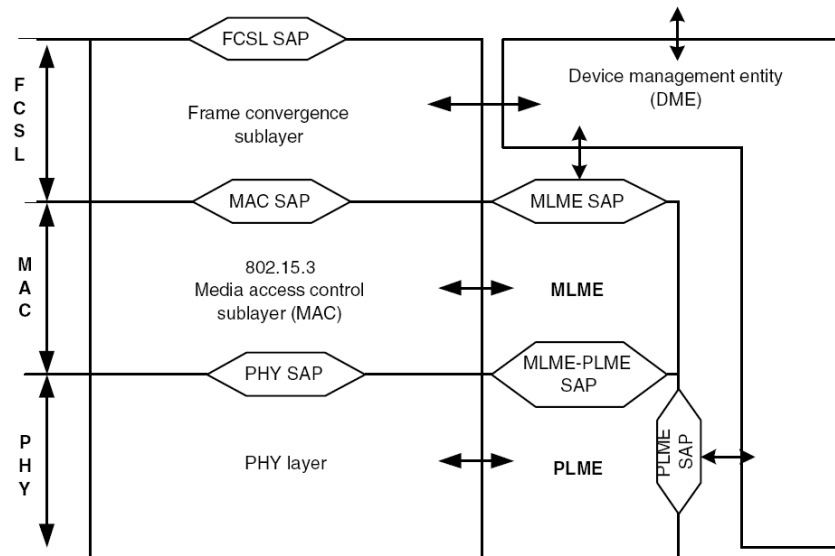 FCSL SAP
Device management entity
(DME)
F
C
S
L
Frame convergence
sublayer
MAC SAP
MLME SAP
M
A
C
802.15.3
Media access control
sublayer (MAC)
MLME
PHY SAP
MLME-PLME
SAP
P
H
Y
PHY layer
PLME
PLME
SAP